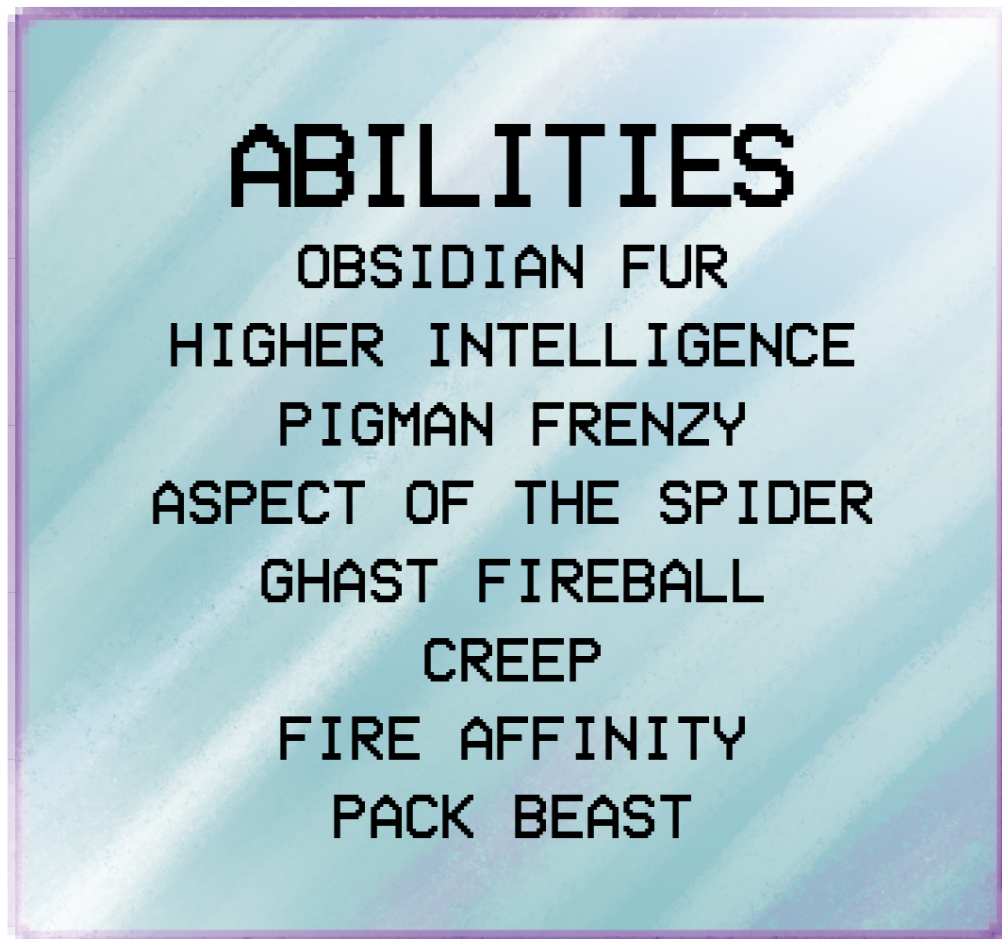 ABILITIES
OBSIDIAN FUR
HIGHER INTELLIGENCE
PIGMAN FRENZY
ASPECT OF THE SPIDER
GHAST FIREBALL
CREEP
FIRE AFFINITY
PACK BEAST